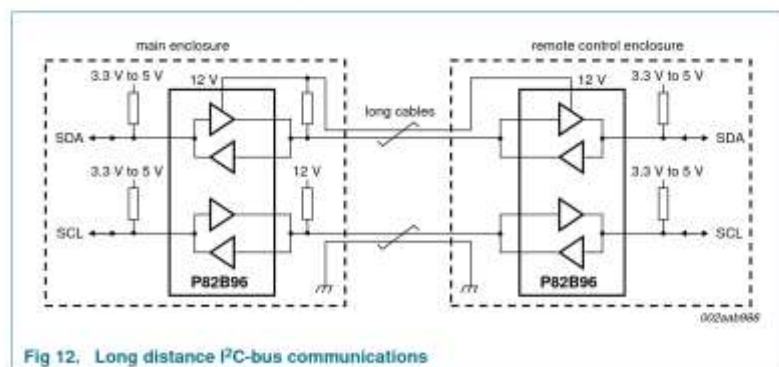 main enclosure
remote control enclosure
3.3 V to 5 V
12 V
12 V
3.3 V to 5 V
long cables
SDA
SDA
3.3 V to 5 V
12 V
3.3 V to 5 V
SCL
SCL
P82B96
P82B96
002aab988
Fig 12. Long distance I²C-bus communications